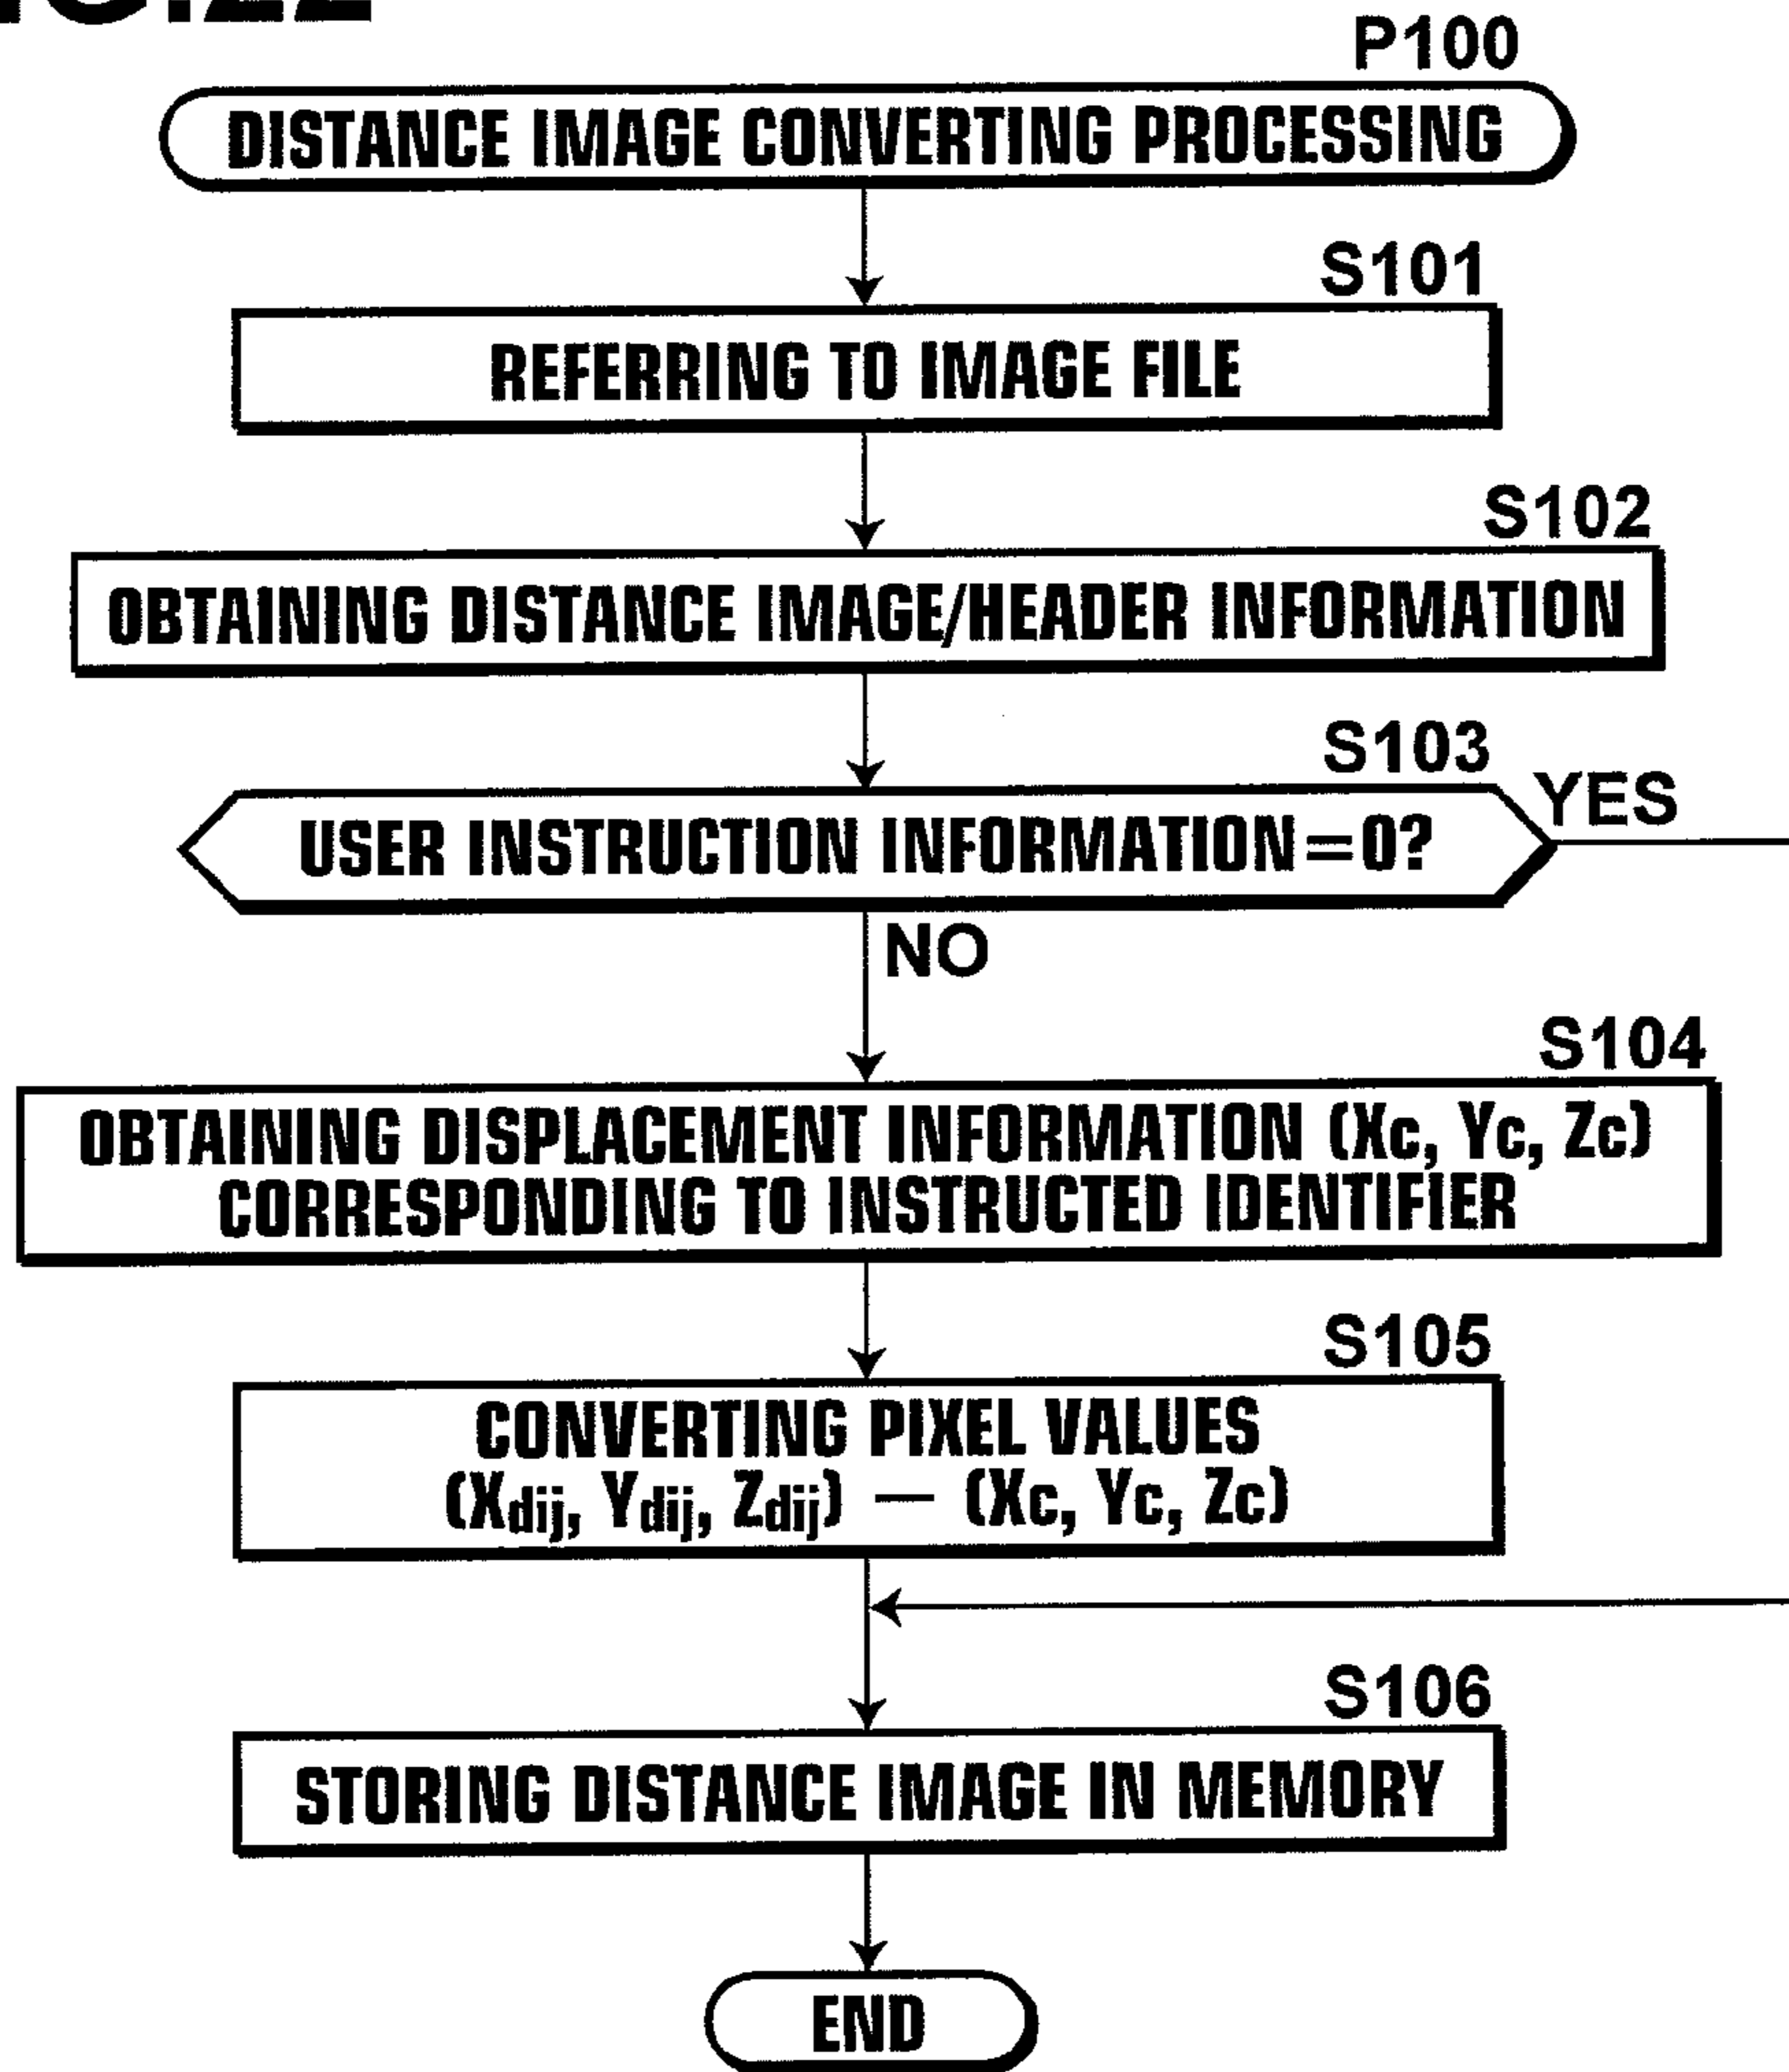 P100
DISTANCE IMAGE CONVERTING PROCESSING
S101
REFERRING TO IMAGE FILE
S102
OBTAINING DISTANCE IMAGE/HEADER INFORMATION
S103
YES
USER INSTRUCTION INFORMATION=0?
NO
S104
OBTAINING DISPLACEMENT INFORMATION (Xc, Yc, Zc)
CORRESPONDING TO INSTRUCTED IDENTIFIER
S105
CONVERTING PIXEL VALUES
(Xdij, Ydij, Zdij) — (Xc, Yc, Zc)
S106
STORING DISTANCE IMAGE IN MEMORY
END